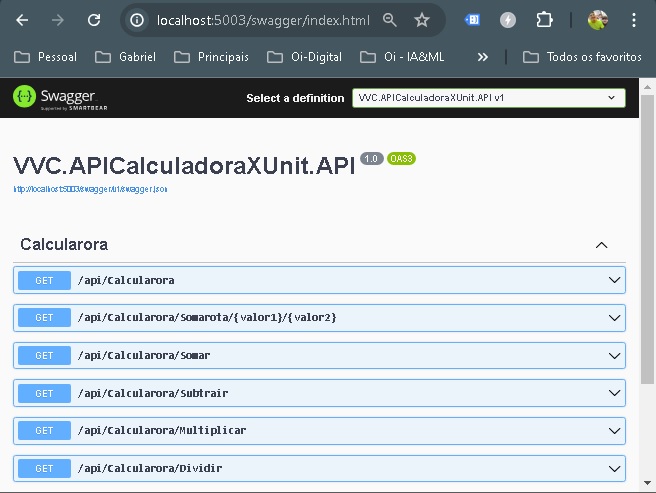 localhost:5003/swagger/index.html
Pessoal Gabriel Principais Oi-Digital Oi - IA&ML Todos os favoritos
Swagger Select a definition VVC.APICalculadoraXUnit.API v1
Supported by SMARTBEAR
VVC.APICalculadoraXUnit.API 1.0 OAS3
http://localhost:5003/swagger/v1/swagger.json
Calcularora
GET /api/Calcularora
GET /api/Calcularora/Somarota/{valor1}/{valor2}
GET /api/Calcularora/Somar
GET /api/Calcularora/Subtrair
GET /api/Calcularora/Multiplicar
GET /api/Calcularora/Dividir